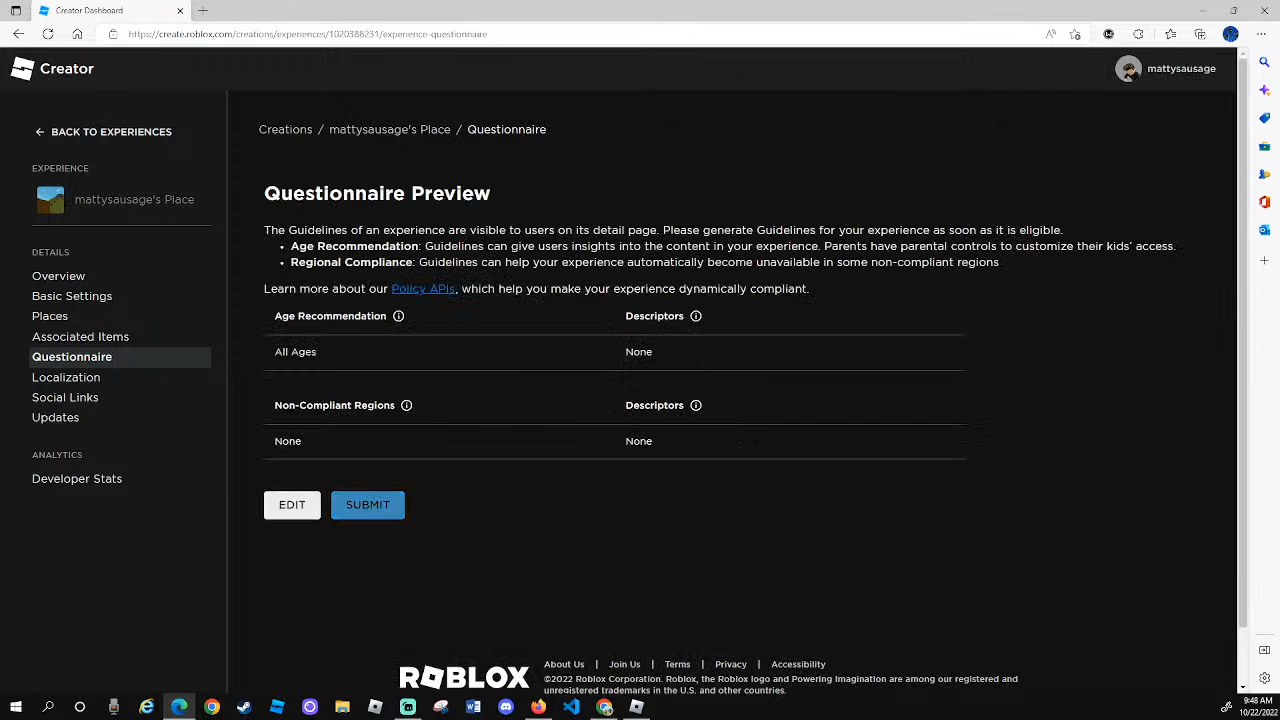 Creator Dashboard
https://create.roblox.com/creations/experiences/1020388231/experience-questionnaire
Creator
mattysausage
BACK TO EXPERIENCES
EXPERIENCE
mattysausage's Place
DETAILS
Overview
Basic Settings
Places
Associated Items
Questionnaire
Localization
Social Links
Updates
ANALYTICS
Developer Stats
Creations / mattysausage's Place / Questionnaire
Questionnaire Preview
The Guidelines of an experience are visible to users on its detail page. Please generate Guidelines for your experience as soon as it is eligible.
• Age Recommendation: Guidelines can give users insights into the content in your experience. Parents have parental controls to customize their kids' access.
• Regional Compliance: Guidelines can help your experience automatically become unavailable in some non-compliant regions
Learn more about our Policy APIs, which help you make your experience dynamically compliant.
Age Recommendation Descriptors
All Ages None
Non-Compliant Regions Descriptors
None None
EDIT SUBMIT
ROBLOX
About Us | Join Us | Terms | Privacy | Accessibility
©2022 Roblox Corporation. Roblox, the Roblox logo and Powering Imagination are among our registered and
unregistered trademarks in the U.S. and other countries.
9:48 AM
10/22/2022